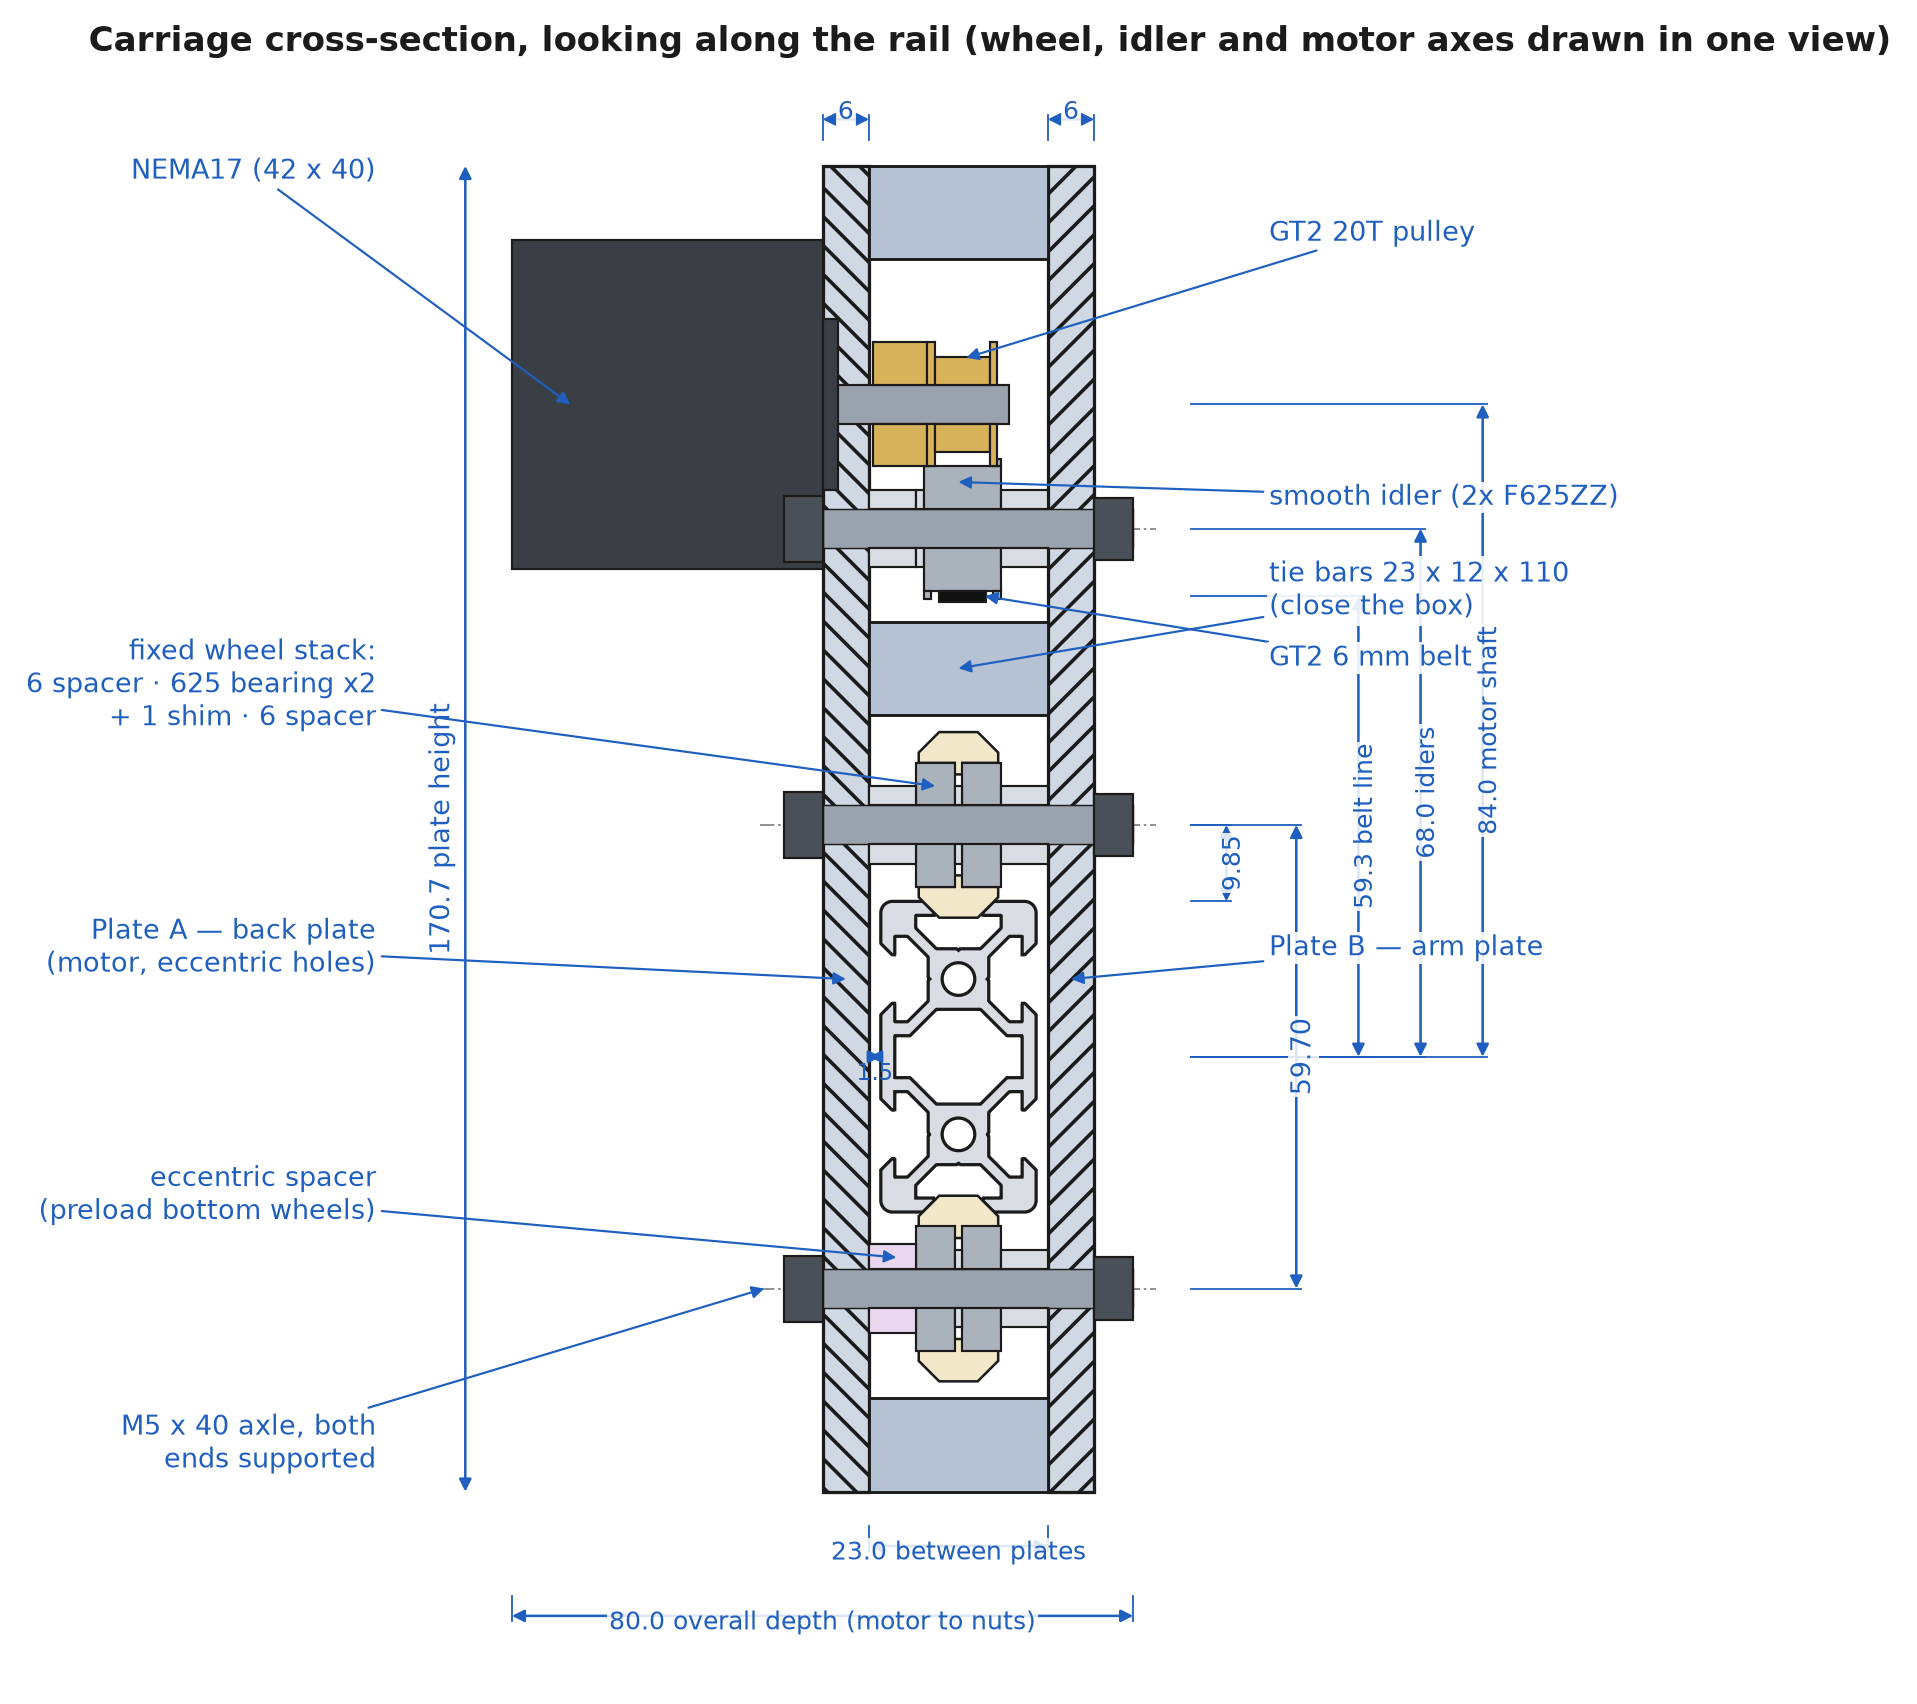 Carriage cross-section, looking along the rail (wheel, idler and motor axes drawn in one view)
6
6
NEMA17 (42 x 40)
GT2 20T pulley
smooth idler (2x F625ZZ)
tie bars 23 x 12 x 110
(close the box)
GT2 6 mm belt
fixed wheel stack:
6 spacer · 625 bearing x2
+ 1 shim · 6 spacer
170.7 plate height
84.0 motor shaft
68.0 idlers
59.3 belt line
9.85
Plate A — back plate
(motor, eccentric holes)
Plate B — arm plate
59.70
1.5
eccentric spacer
(preload bottom wheels)
M5 x 40 axle, both
ends supported
23.0 between plates
80.0 overall depth (motor to nuts)